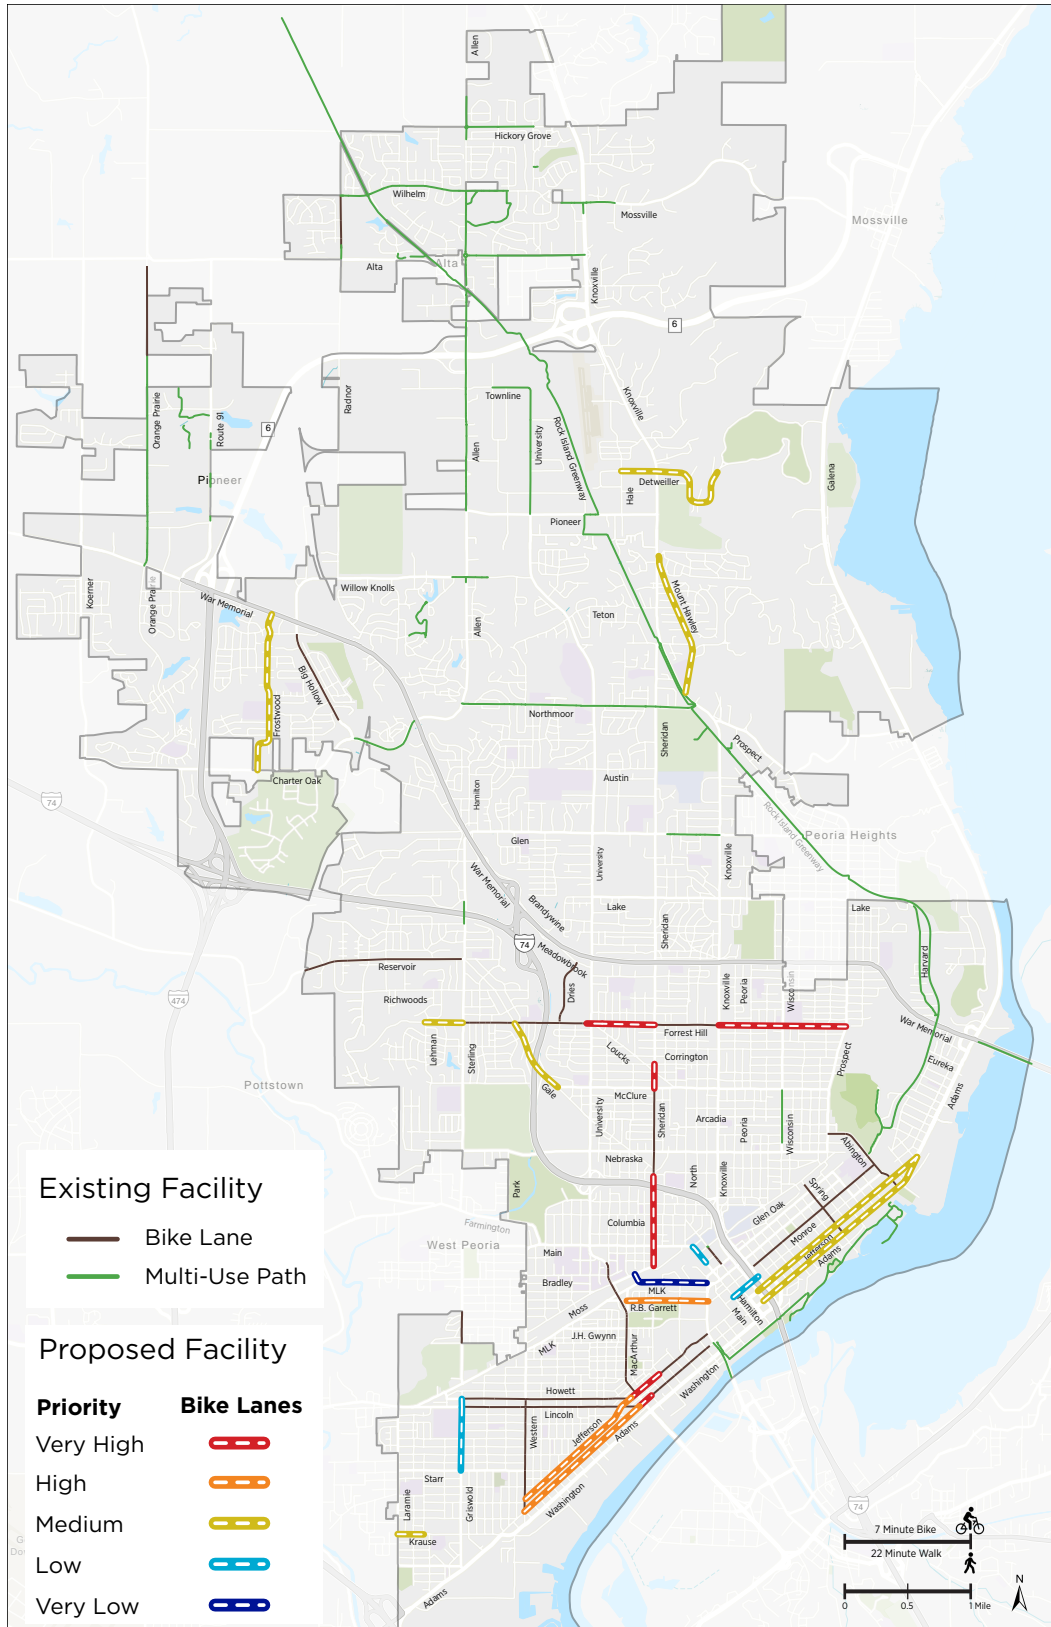 Allen
Hickory Grove
Wilhelm
Mossville
Mossville
Alta
Alta
Knoxville
6
Radnor
Knoxville
Townline
Orange Prairie
Route 91
6
Allen
University
Rock Island Greenway
Pioneer
Detweiller
Hale
Galena
Pioneer
Koerner
Orange Prairie
War Memorial
Willow Knolls
Allen
Teton
Mount Hawley
Big Hollow
Frostwood
Northmoor
Sheridan
Prospect
Charter Oak
Hamilton
Austin
74
Rock Island Greenway
Peoria Heights
Glen
University
Knoxville
War Memorial
Brandywine
Lake
Sheridan
Lake
74
Meadowbrook
Harvard
Reservoir
Richwoods
Dries
Knoxville
Peoria
Wisconsin
474
Forrest Hill
War Memorial
Lehman
Sterling
Loucks
Corrington
Prospect
Eureka
Pottstown
Gale
McClure
Adams
University
Sheridan
Arcadia
Peoria
Wisconsin
Nebraska
North
Knoxville
Abington
Park
Spring
Farmington
Columbia
Glen Oak
West Peoria
Main
Monroe
Jefferson
Adams
Bradley
MLK
Moss
R.B. Garrett
Hamilton
Main
J.H. Gwynn
MLK
MacArthur
Washington
Howett
Lincoln
Western
Jefferson
Adams
Starr
Laramie
Griswold
Washington
Krause
Adams
74
Existing Facility
Bike Lane
Multi-Use Path
Proposed Facility
Priority Bike Lanes
Very High
High
Medium
Low
Very Low
7 Minute Bike
22 Minute Walk
N
0 0.5 1 Mile